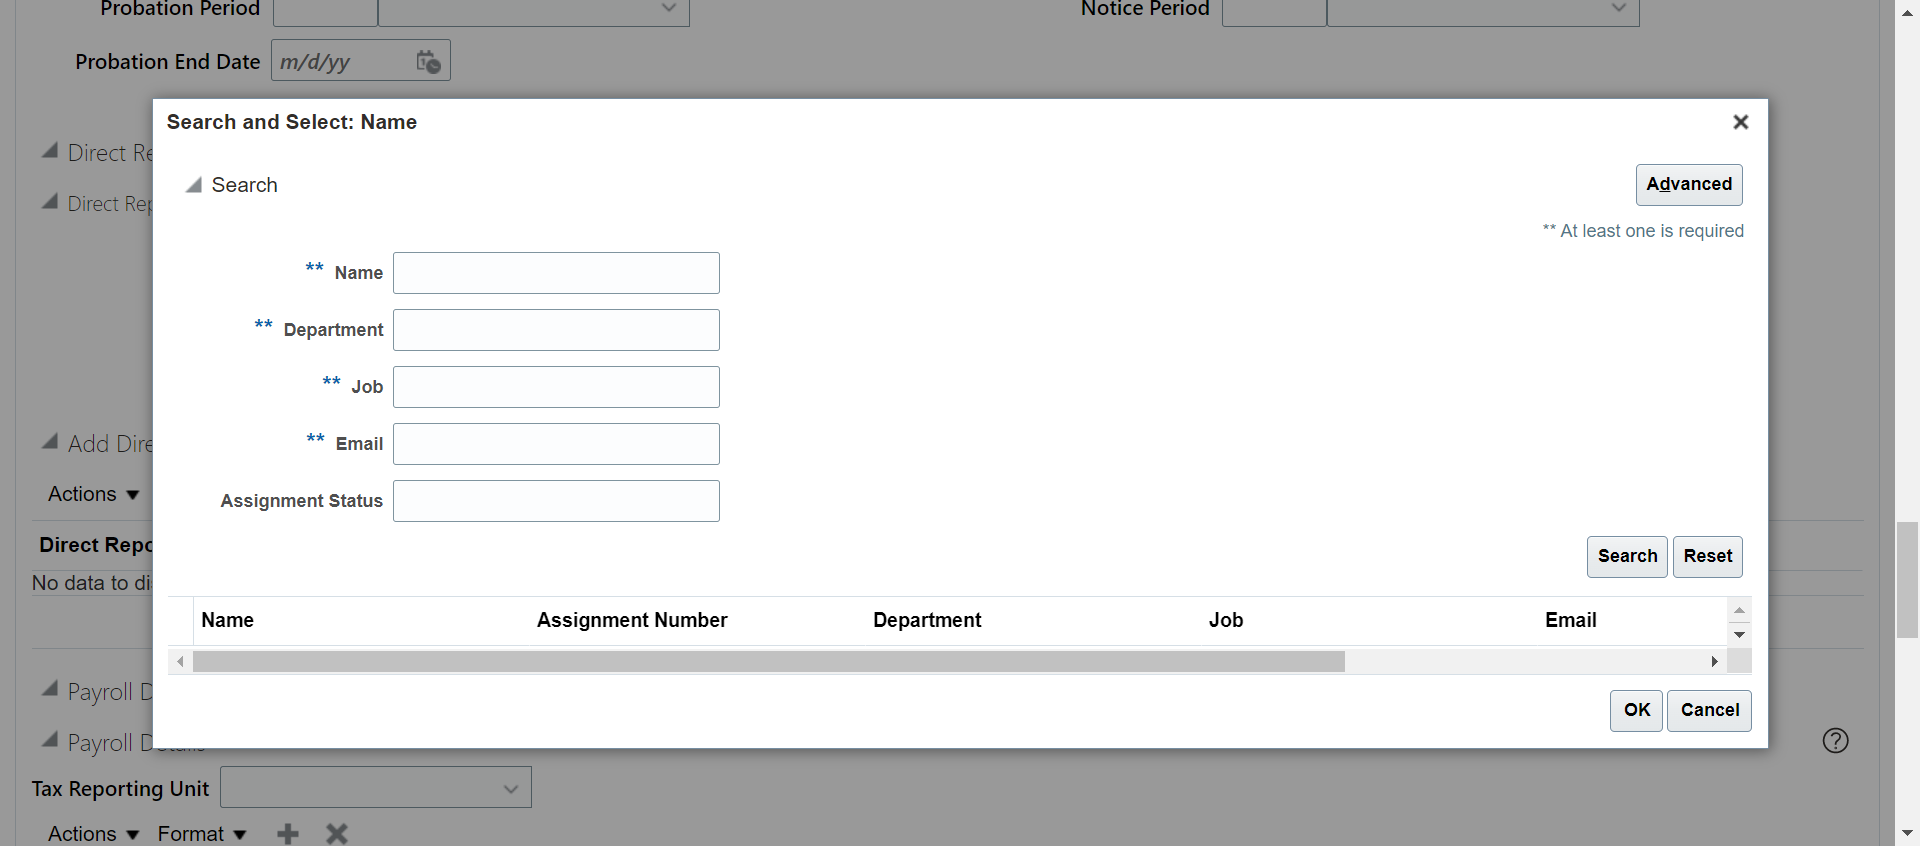 Probation Period
Notice Period
Probation End Date m/d/yy
Search and Select: Name
Direct Re
Search
Advanced
Direct Rep
** At least one is required
** Name
** Department
** Job
** Email
Add Dire
Actions
Assignment Status
Direct Repo
Search Reset
No data to di
Name Assignment Number Department Job Email
Payroll D
OK Cancel
Payroll Details
Tax Reporting Unit
Actions Format